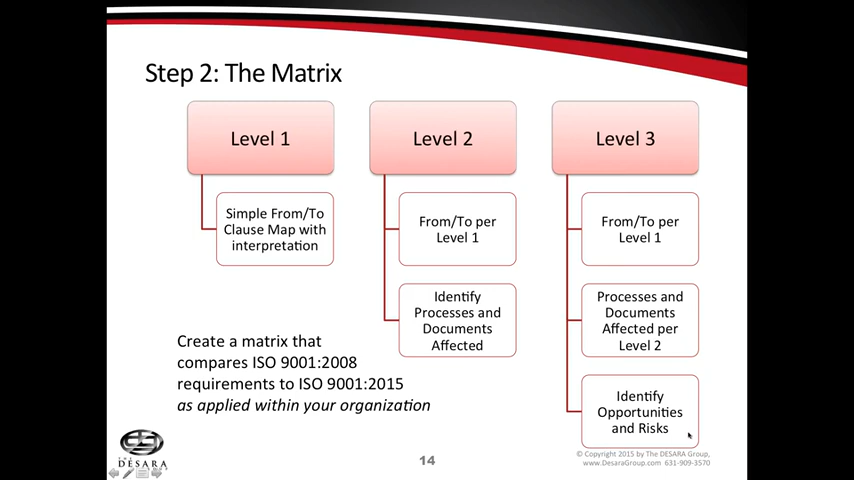 Step 2: The Matrix
Level 1
Simple From/To
Clause Map with
interpretation
Level 2
From/To per
Level 1
Identify
Processes and
Documents
Affected
Level 3
From/To per
Level 1
Processes and
Documents
Affected per
Level 2
Identify
Opportunities
and Risks
Create a matrix that
compares ISO 9001:2008
requirements to ISO 9001:2015
as applied within your organization
THE
DESARA
14
© Copyright 2015 by The DESARA Group,
www.DesaraGroup.com 631-909-3570